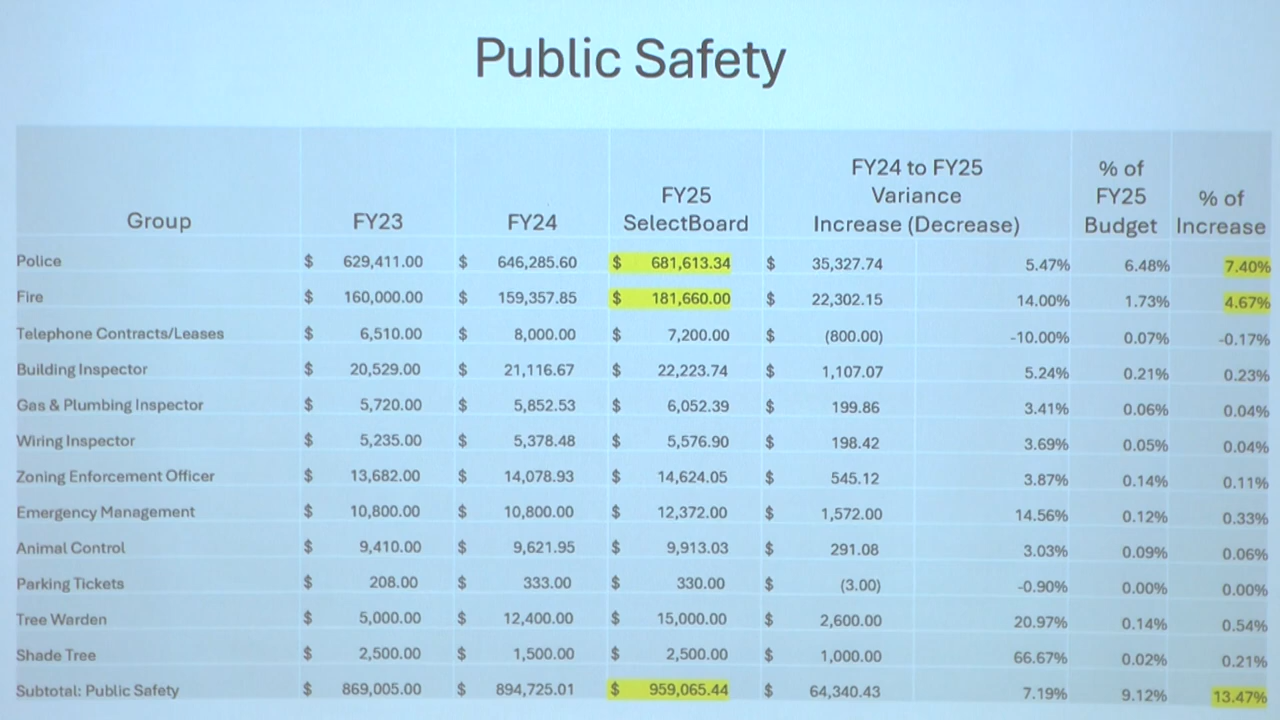 Public Safety
Group FY23 FY24 FY25 SelectBoard FY24 to FY25 Variance Increase (Decrease) % of FY25 Budget % of Increase
Police $ 629,411.00 $ 646,285.60 $ 681,613.34 $ 35,327.74 5.47% 6.48% 7.40%
Fire $ 160,000.00 $ 159,357.85 $ 181,660.00 $ 22,302.15 14.00% 1.73% 4.67%
Telephone Contracts/Leases $ 6,510.00 $ 8,000.00 $ 7,200.00 $ (800.00) -10.00% 0.07% -0.17%
Building Inspector $ 20,529.00 $ 21,116.67 $ 22,223.74 $ 1,107.07 5.24% 0.21% 0.23%
Gas & Plumbing Inspector $ 5,720.00 $ 5,852.53 $ 6,052.39 $ 199.86 3.41% 0.06% 0.04%
Wiring Inspector $ 5,235.00 $ 5,378.48 $ 5,576.90 $ 198.42 3.69% 0.05% 0.04%
Zoning Enforcement Officer $ 13,682.00 $ 14,078.93 $ 14,624.05 $ 545.12 3.87% 0.14% 0.11%
Emergency Management $ 10,800.00 $ 10,800.00 $ 12,372.00 $ 1,572.00 14.56% 0.12% 0.33%
Animal Control $ 9,410.00 $ 9,621.95 $ 9,913.03 $ 291.08 3.03% 0.09% 0.06%
Parking Tickets $ 208.00 $ 333.00 $ 330.00 $ (3.00) -0.90% 0.00% 0.00%
Tree Warden $ 5,000.00 $ 12,400.00 $ 15,000.00 $ 2,600.00 20.97% 0.14% 0.54%
Shade Tree $ 2,500.00 $ 1,500.00 $ 2,500.00 $ 1,000.00 66.67% 0.02% 0.21%
Subtotal: Public Safety $ 869,005.00 $ 894,725.01 $ 959,065.44 $ 64,340.43 7.19% 9.12% 13.47%